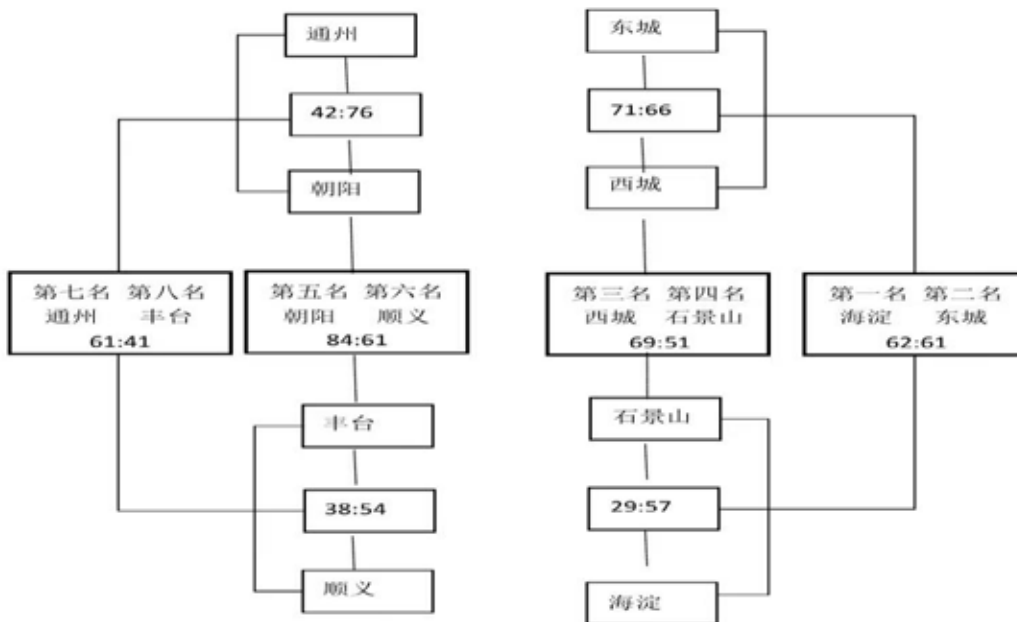 通州
42:76
朝阳
第七名 第八名
通州 丰台
61:41
第五名 第六名
朝阳 顺义
84:61
丰台
38:54
顺义
东城
71:66
西城
第三名 第四名
西城 石景山
69:51
第一名 第二名
海淀 东城
62:61
石景山
29:57
海淀